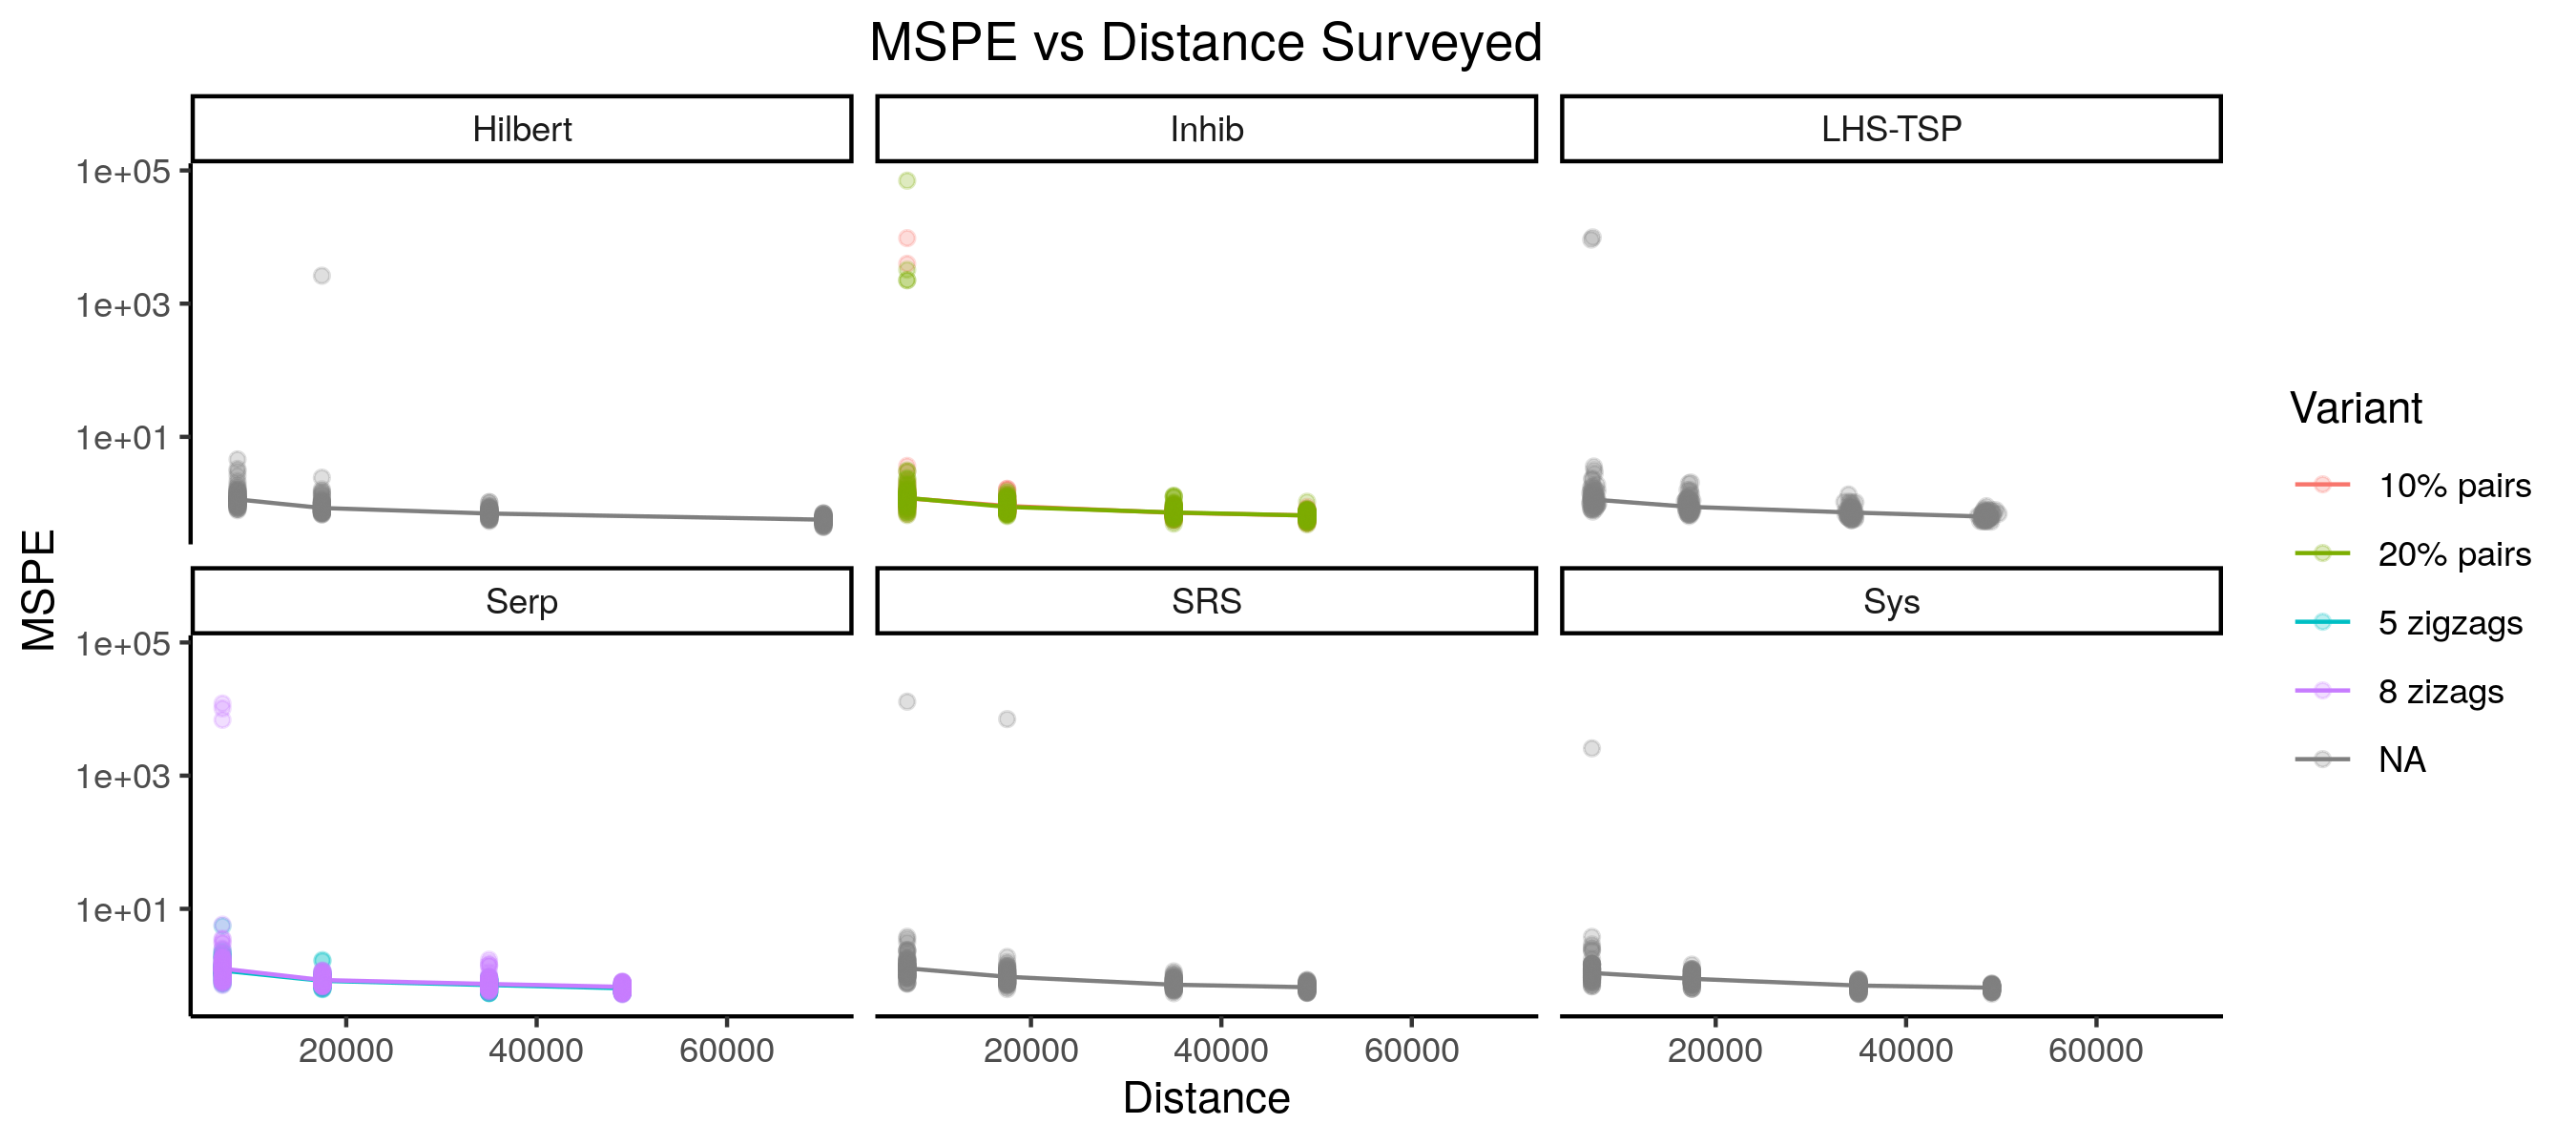 MSPE vs Distance Surveyed
Hilbert
Inhib
LHS-TSP
1e+05
1e+03
1e+01
Serp
SRS
Sys
1e+05
1e+03
1e+01
20000 40000 60000
20000 40000 60000
20000 40000 60000
Distance
MSPE
Variant
10% pairs
20% pairs
5 zigzags
8 zizags
NA